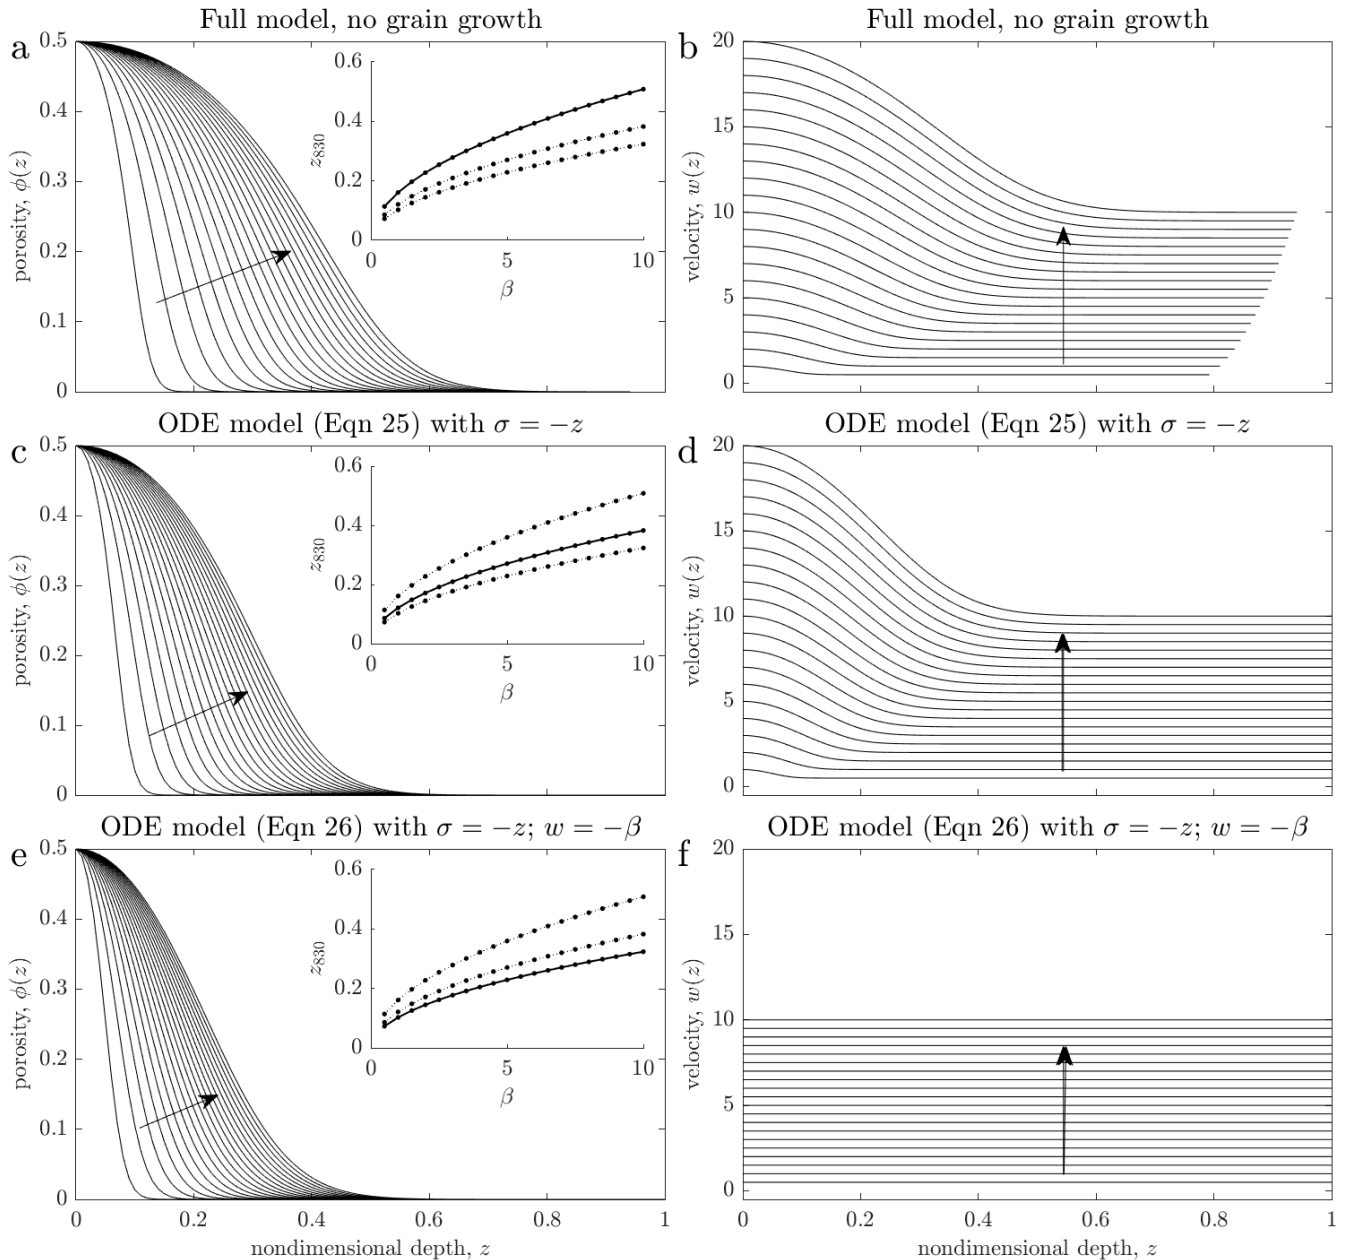 Full model, no grain growth
a
0.5
0.4
0.3
0.2
0.1
0
porosity, ϕ(z)
0.6
0.4
0.2
0
z₈₃₀
0 5 10
β
Full model, no grain growth
b
20
15
10
5
0
velocity, w(z)
ODE model (Eqn 25) with σ = −z
c
0.5
0.4
0.3
0.2
0.1
0
porosity, ϕ(z)
0.6
0.4
0.2
0
z₈₃₀
0 5 10
β
ODE model (Eqn 25) with σ = −z
d
20
15
10
5
0
velocity, w(z)
ODE model (Eqn 26) with σ = −z; w = −β
e
0.5
0.4
0.3
0.2
0.1
0
porosity, ϕ(z)
0.6
0.4
0.2
0
z₈₃₀
0 5 10
β
0 0.2 0.4 0.6 0.8 1
nondimensional depth, z
ODE model (Eqn 26) with σ = −z; w = −β
f
20
15
10
5
0
velocity, w(z)
0 0.2 0.4 0.6 0.8 1
nondimensional depth, z